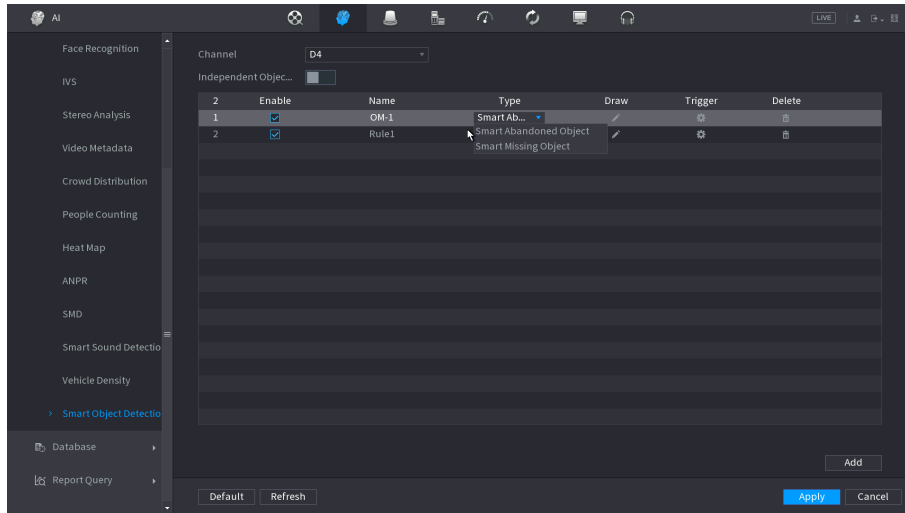 AI
LIVE
Face Recognition
IVS
Stereo Analysis
Video Metadata
Crowd Distribution
People Counting
Heat Map
ANPR
SMD
Smart Sound Detectio
Vehicle Density
Smart Object Detectio
Database
Report Query
Channel D4
Independent Objec...
2 Enable Name Type Draw Trigger Delete
1 OM-1 Smart Ab...
2 Rule1
Smart Abandoned Object
Smart Missing Object
Add
Default Refresh Apply Cancel